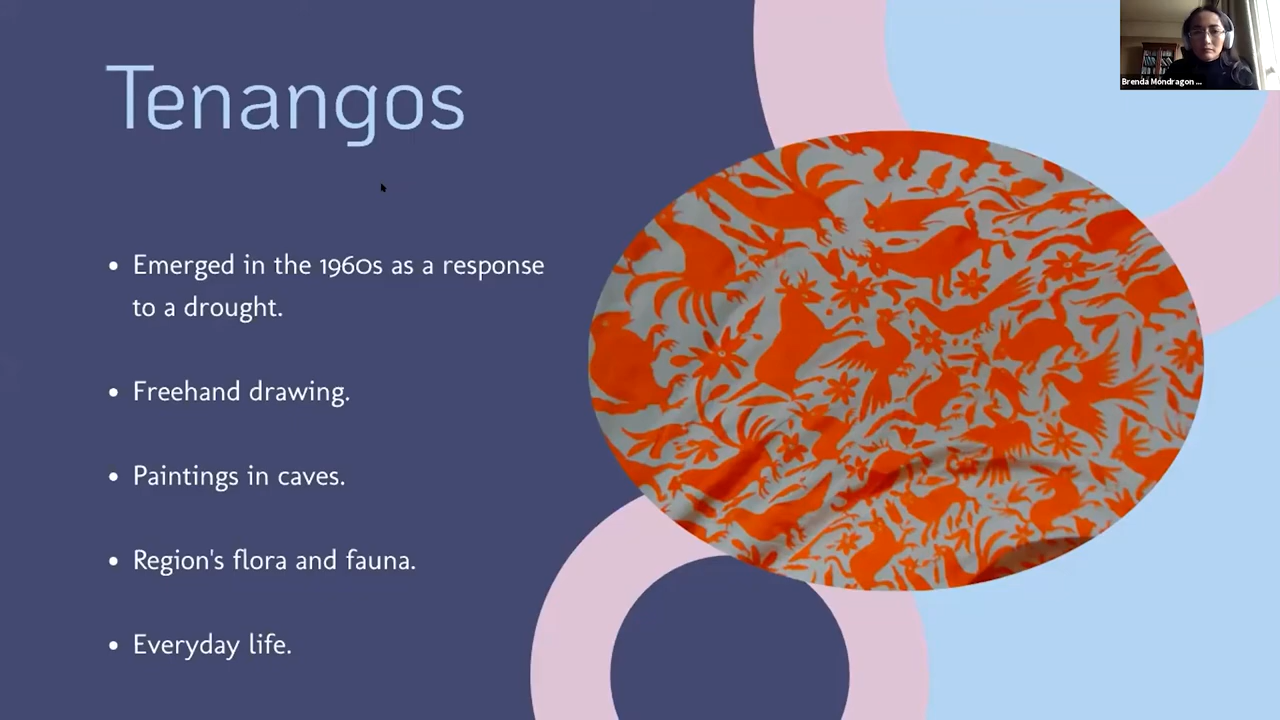 Tenangos
• Emerged in the 1960s as a response
to a drought.
• Freehand drawing.
• Paintings in caves.
• Region's flora and fauna.
• Everyday life.
Brenda Mondragon ...